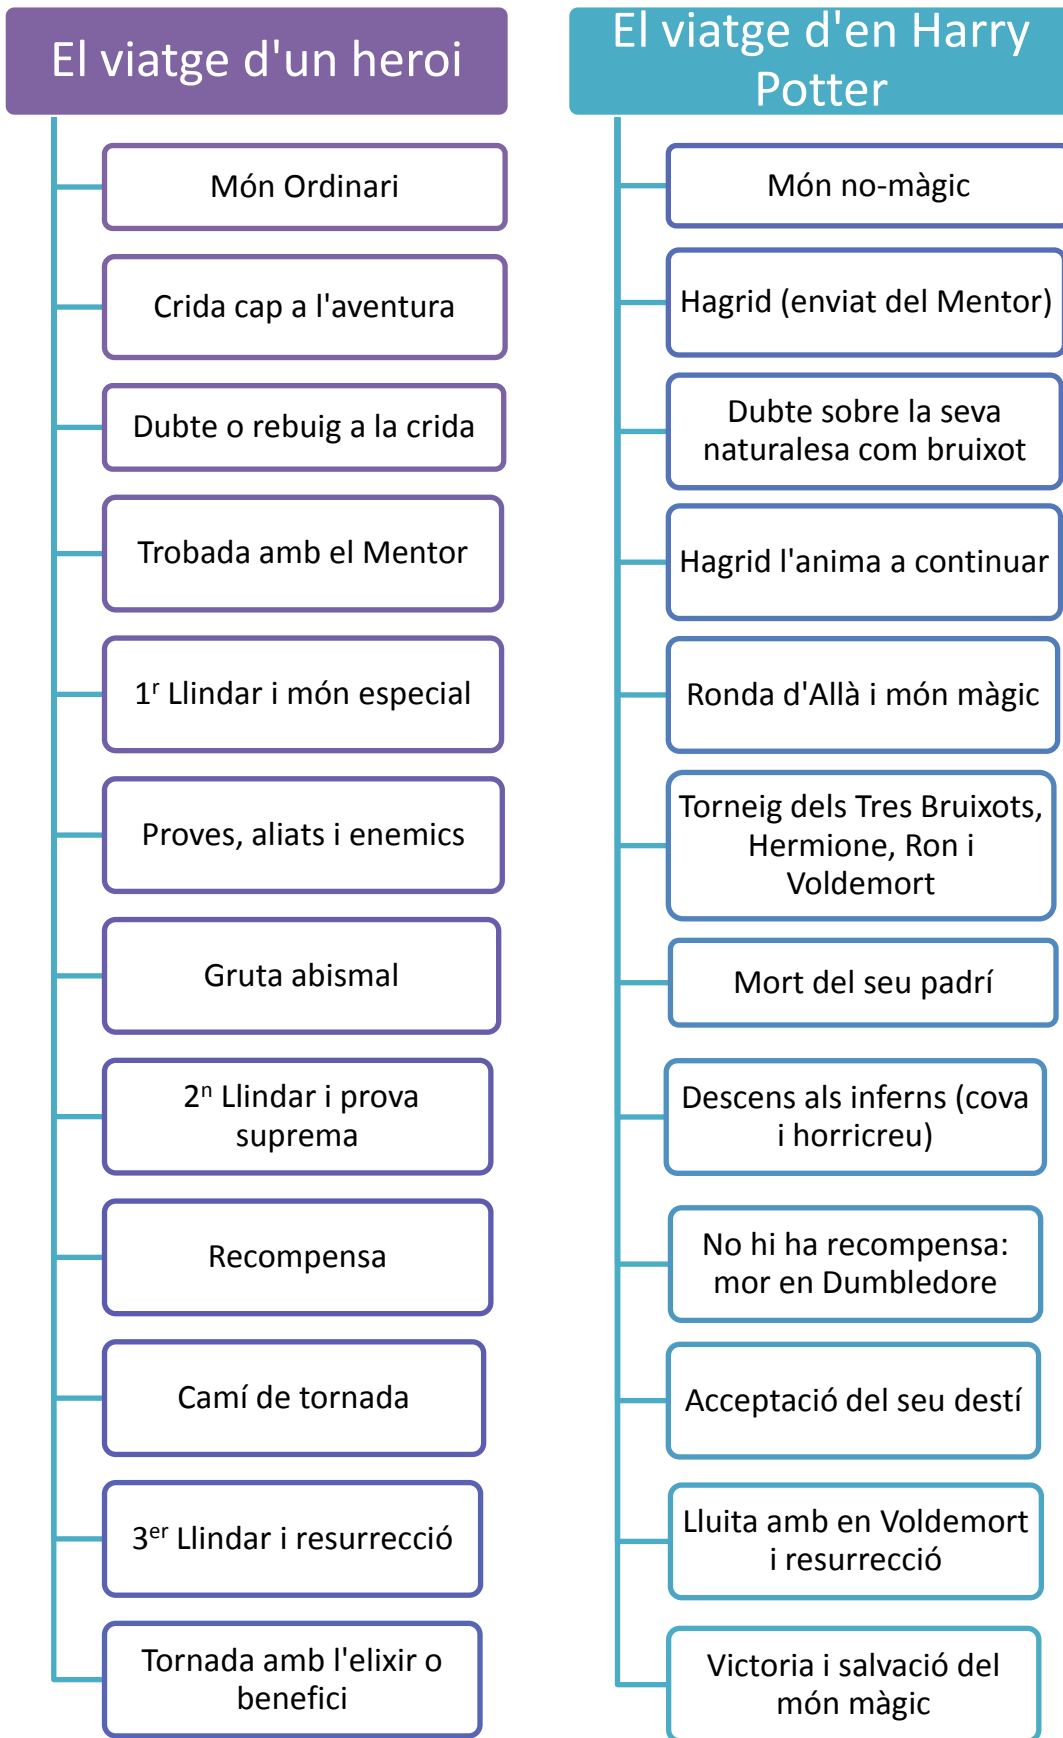 El viatge d'un heroi
Món Ordinari
Crida cap a l'aventura
Dubte o rebuig a la crida
Trobada amb el Mentor
1r Llindar i món especial
Proves, aliats i enemics
Gruta abismal
2n Llindar i prova
suprema
Recompensa
Camí de tornada
3er Llindar i resurrecció
Tornada amb l'elixir o
benefici
El viatge d'en Harry
Potter
Món no-màgic
Hagrid (enviat del Mentor)
Dubte sobre la seva
naturalesa com bruixot
Hagrid l'anima a continuar
Ronda d'Allà i món màgic
Torneig dels Tres Bruixots,
Hermione, Ron i
Voldemort
Mort del seu padrí
Descens als inferns (cova
i horricreu)
No hi ha recompensa:
mor en Dumbledore
Acceptació del seu destí
Lluita amb en Voldemort
i resurrecció
Victoria i salvació del
món màgic